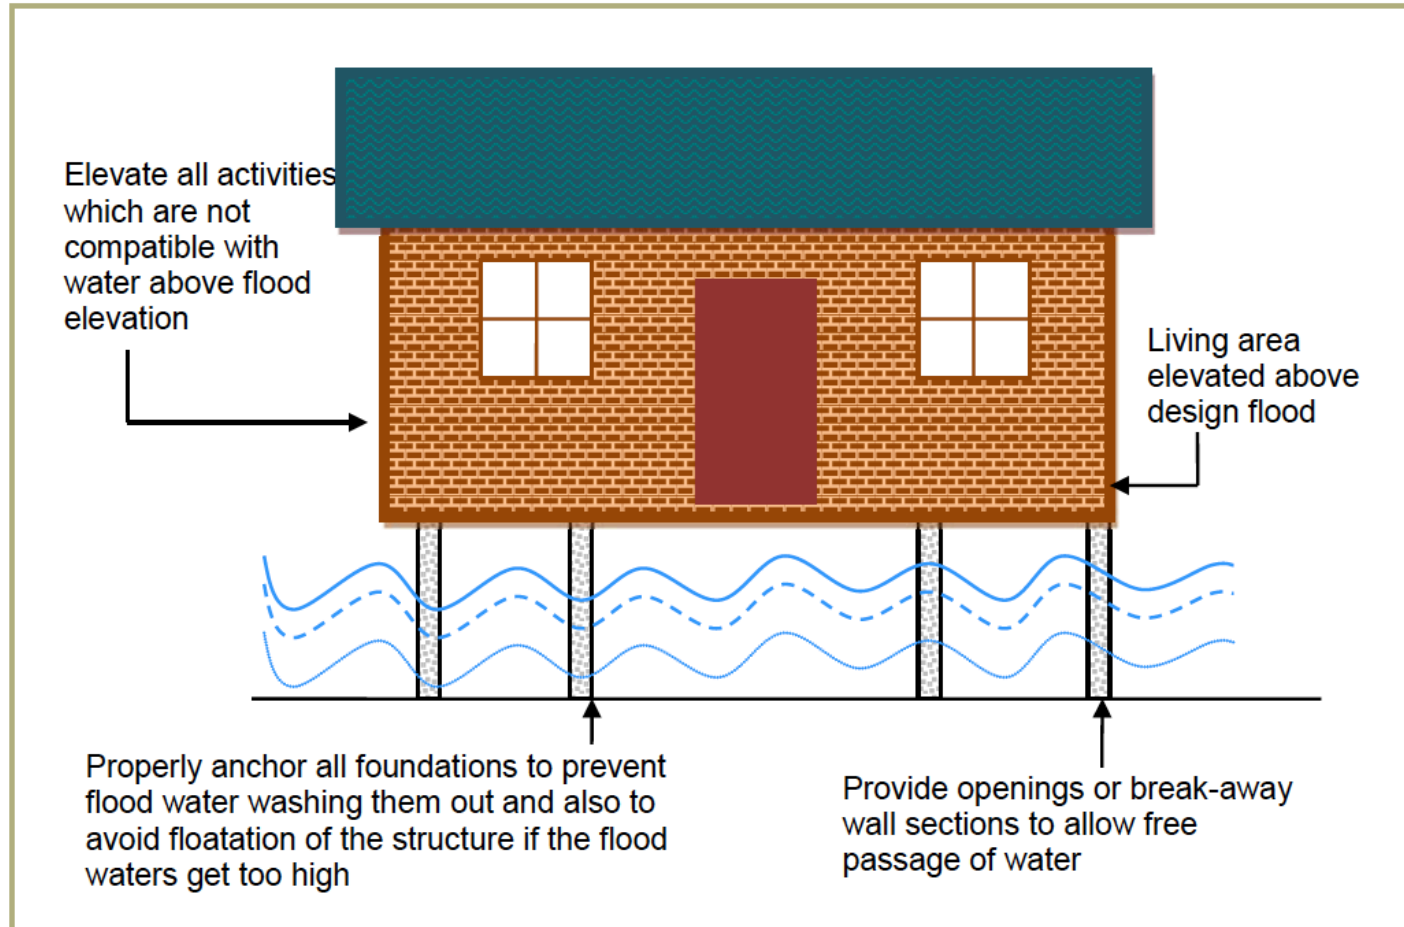 Elevate all activities
which are not
compatible with
water above flood
elevation
Living area
elevated above
design flood
Properly anchor all foundations to prevent
flood water washing them out and also to
avoid floatation of the structure if the flood
waters get too high
Provide openings or break-away
wall sections to allow free
passage of water